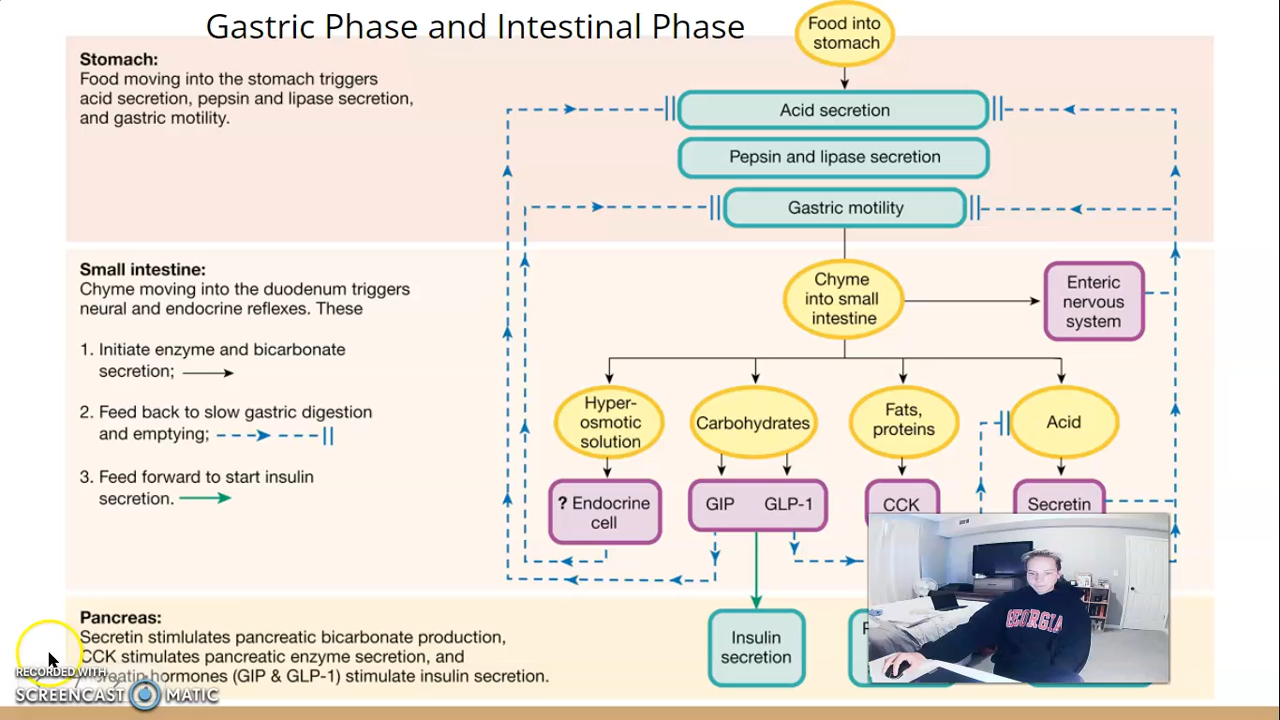 Gastric Phase and Intestinal Phase
Food into
stomach
Stomach:
Food moving into the stomach triggers
acid secretion, pepsin and lipase secretion,
and gastric motility.
Acid secretion
Pepsin and lipase secretion
Gastric motility
Small intestine:
Chyme moving into the duodenum triggers
neural and endocrine reflexes. These
1. Initiate enzyme and bicarbonate
secretion;
2. Feed back to slow gastric digestion
and emptying;
3. Feed forward to start insulin
secretion.
Chyme
into small
intestine
Enteric
nervous
system
Hyper-
osmotic
solution
Carbohydrates
Fats,
proteins
Acid
? Endocrine
cell
GIP GLP-1
CCK
Secretin
GEORGIA
Pancreas:
Secretin stimlulates pancreatic bicarbonate production,
CCK stimulates pancreatic enzyme secretion, and
hormones (GIP & GLP-1) stimulate insulin secretion.
Insulin
secretion
RECORDED WITH
SCREENCAST MATIC